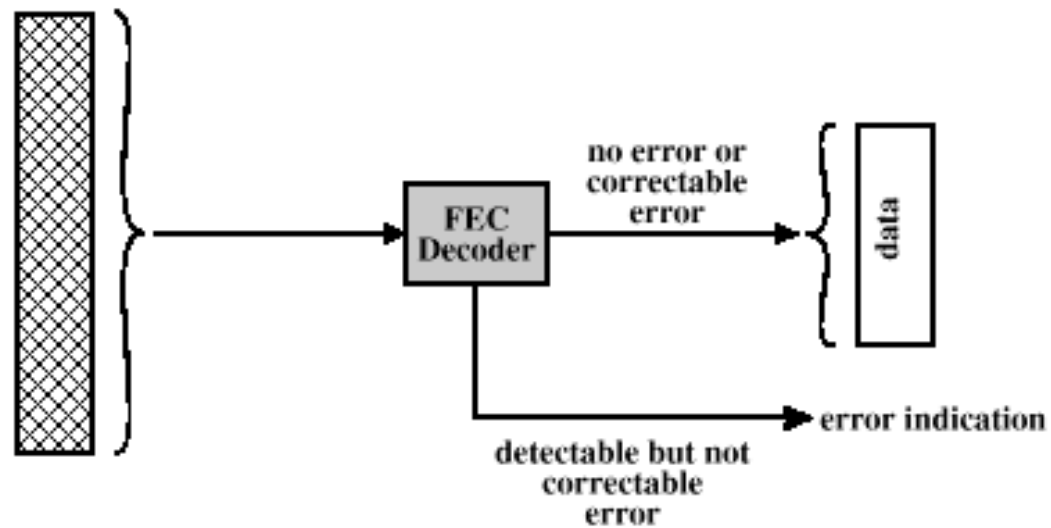 no error or
correctable
error
FEC
Decoder
data
error indication
detectable but not
correctable
error